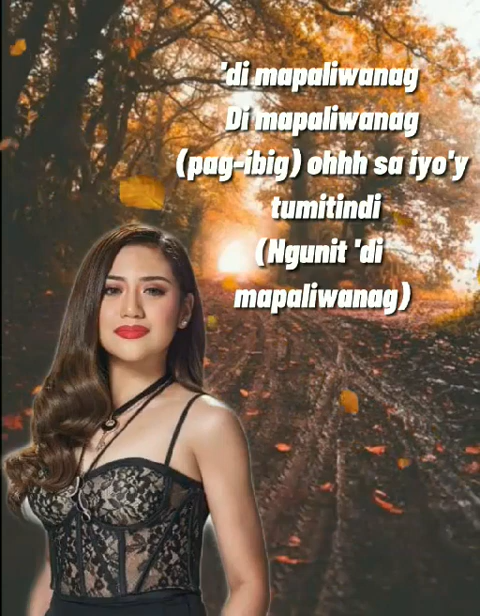 'di mapaliwanag
Di mapaliwanag
(pag-ibig) ohhh sa iyo'y
tumitindi
(Ngunit 'di
mapaliwanag)